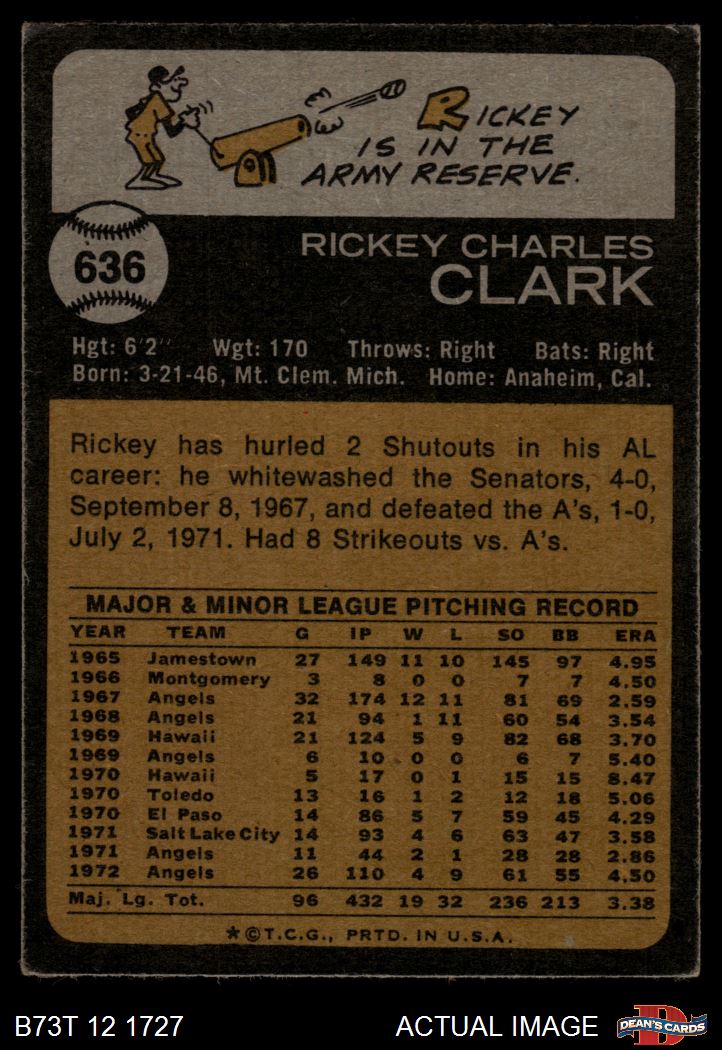 RICKEY
IS IN THE
ARMY RESERVE.
636
RICKEY CHARLES
CLARK
Hgt: 6'2" Wgt: 170 Throws: Right Bats: Right
Born: 3-21-46, Mt. Clem. Mich. Home: Anaheim, Cal.
Rickey has hurled 2 Shutouts in his AL
career: he whitewashed the Senators, 4-0,
September 8, 1967, and defeated the A's, 1-0,
July 2, 1971. Had 8 Strikeouts vs. A's.
MAJOR & MINOR LEAGUE PITCHING RECORD
YEAR TEAM G IP W L SO BB ERA
1965 Jamestown 27 149 11 10 145 97 4.95
1966 Montgomery 3 8 0 0 7 7 4.50
1967 Angels 32 174 12 11 81 69 2.59
1968 Angels 21 94 1 11 60 54 3.54
1969 Hawaii 21 124 5 9 82 68 3.70
1969 Angels 6 10 0 0 6 7 5.40
1970 Hawaii 5 17 0 1 15 15 8.47
1970 Toledo 13 16 1 2 12 18 5.06
1970 El Paso 14 86 5 7 59 45 4.29
1971 Salt Lake City 14 93 4 6 63 47 3.58
1971 Angels 11 44 2 1 28 28 2.86
1972 Angels 26 110 4 9 61 55 4.50
Maj. Lg. Tot. 96 432 19 32 236 213 3.38
★©T.C.G., PRTD. IN U.S.A.
B73T 12 1727 ACTUAL IMAGE D DEAN'S CARDS